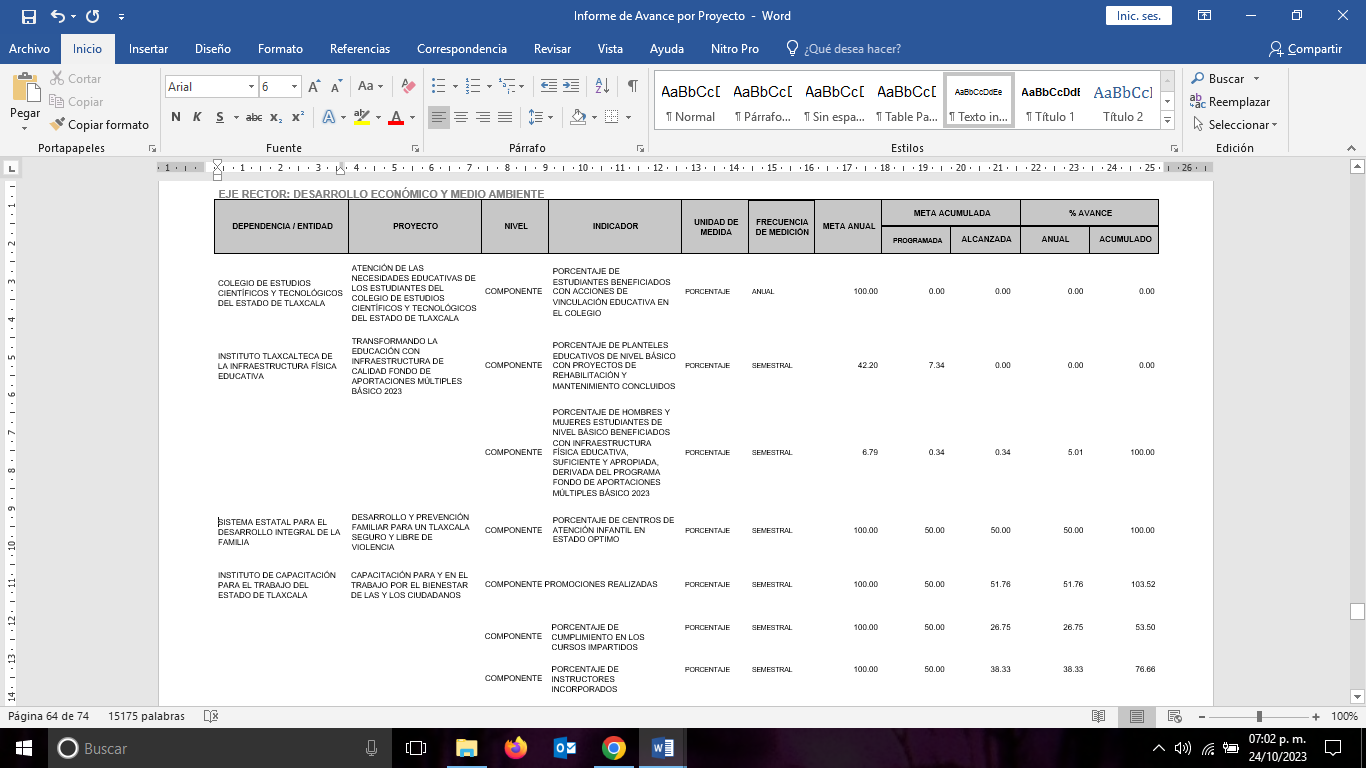 Informe de Avance por Proyecto - Word
Inic. ses.
Archivo Inicio Insertar Diseño Formato Referencias Correspondencia Revisar Vista Ayuda Nitro Pro ¿Qué desea hacer? Compartir
Pegar
Cortar
Copiar
Copiar formato
Portapapeles
Arial 6
Fuente
Párrafo
AaBbCcD AaBbCcD AaBbCcD AaBbCcD AaBbCcDdEe AaBbCcDdE AaBbCcI
¶ Normal ¶ Párrafo... ¶ Sin espa... ¶ Table Pa... ¶ Texto in... ¶ Título 1 Título 2
Estilos
Buscar
Reemplazar
Seleccionar
Edición
EJE RECTOR: DESARROLLO ECONÓMICO Y MEDIO AMBIENTE
DEPENDENCIA / ENTIDAD
PROYECTO
NIVEL
INDICADOR
UNIDAD DE
MEDIDA
FRECUENCIA
DE MEDICIÓN
META ANUAL
META ACUMULADA
PROGRAMADA ALCANZADA
% AVANCE
ANUAL ACUMULADO
COLEGIO DE ESTUDIOS
CIENTÍFICOS Y TECNOLÓGICOS
DEL ESTADO DE TLAXCALA
ATENCIÓN DE LAS
NECESIDADES EDUCATIVAS DE
LOS ESTUDIANTES DEL
COLEGIO DE ESTUDIOS
CIENTÍFICOS Y TECNOLÓGICOS
DEL ESTADO DE TLAXCALA
COMPONENTE
PORCENTAJE DE
ESTUDIANTES BENEFICIADOS
CON ACCIONES DE
VINCULACIÓN EDUCATIVA EN
EL COLEGIO
PORCENTAJE ANUAL 100.00 0.00 0.00 0.00 0.00
INSTITUTO TLAXCALTECA DE
LA INFRAESTRUCTURA FÍSICA
EDUCATIVA
TRANSFORMANDO LA
EDUCACIÓN CON
INFRAESTRUCTURA DE
CALIDAD FONDO DE
APORTACIONES MÚLTIPLES
BÁSICO 2023
COMPONENTE
PORCENTAJE DE PLANTELES
EDUCATIVOS DE NIVEL BÁSICO
CON PROYECTOS DE
REHABILITACIÓN Y
MANTENIMIENTO CONCLUIDOS
PORCENTAJE SEMESTRAL 42.20 7.34 0.00 0.00 0.00
COMPONENTE
PORCENTAJE DE HOMBRES Y
MUJERES ESTUDIANTES DE
NIVEL BÁSICO BENEFICIADOS
CON INFRAESTRUCTURA
FÍSICA EDUCATIVA,
SUFICIENTE Y APROPIADA,
DERIVADA DEL PROGRAMA
FONDO DE APORTACIONES
MÚLTIPLES BÁSICO 2023
PORCENTAJE SEMESTRAL 6.79 0.34 0.34 5.01 100.00
SISTEMA ESTATAL PARA EL
DESARROLLO INTEGRAL DE LA
FAMILIA
DESARROLLO Y PREVENCIÓN
FAMILIAR PARA UN TLAXCALA
SEGURO Y LIBRE DE
VIOLENCIA
COMPONENTE
PORCENTAJE DE CENTROS DE
ATENCIÓN INFANTIL EN
ESTADO OPTIMO
PORCENTAJE SEMESTRAL 100.00 50.00 50.00 50.00 100.00
INSTITUTO DE CAPACITACIÓN
PARA EL TRABAJO DEL
ESTADO DE TLAXCALA
CAPACITACIÓN PARA Y EN EL
TRABAJO POR EL BIENESTAR
DE LAS Y LOS CIUDADANOS
COMPONENTE PROMOCIONES REALIZADAS PORCENTAJE SEMESTRAL 100.00 50.00 51.76 51.76 103.52
COMPONENTE
PORCENTAJE DE
CUMPLIMIENTO EN LOS
CURSOS IMPARTIDOS
PORCENTAJE SEMESTRAL 100.00 50.00 26.75 26.75 53.50
COMPONENTE
PORCENTAJE DE
INSTRUCTORES
INCORPORADOS
PORCENTAJE SEMESTRAL 100.00 50.00 38.33 38.33 76.66
Página 64 de 74 15175 palabras 100%
Buscar
07:02 p. m.
24/10/2023